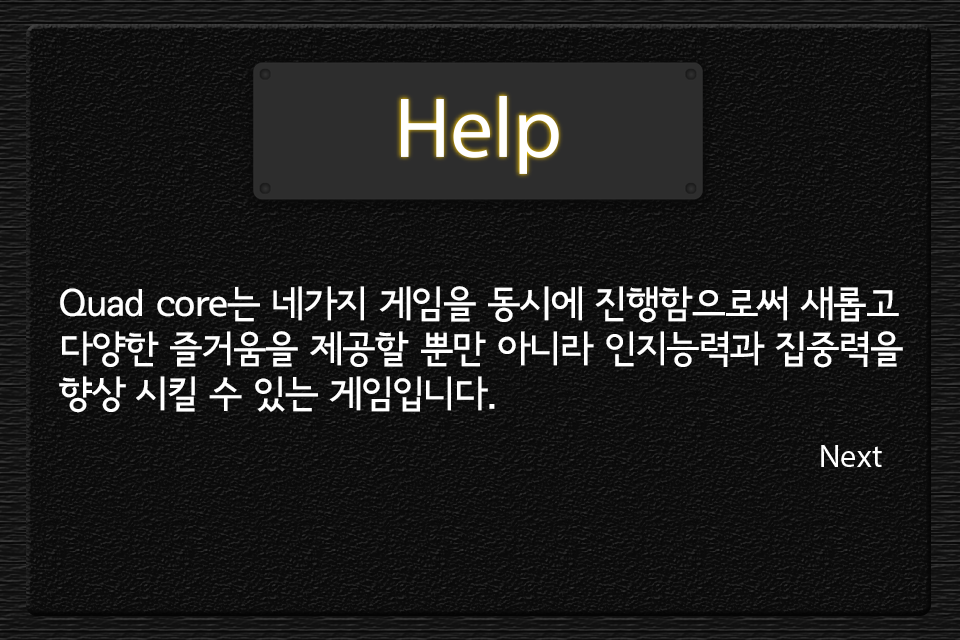 Help
Quad core는 네가지 게임을 동시에 진행함으로써 새롭고
다양한 즐거움을 제공할 뿐만 아니라 인지능력과 집중력을
향상 시킬 수 있는 게임입니다.
Next